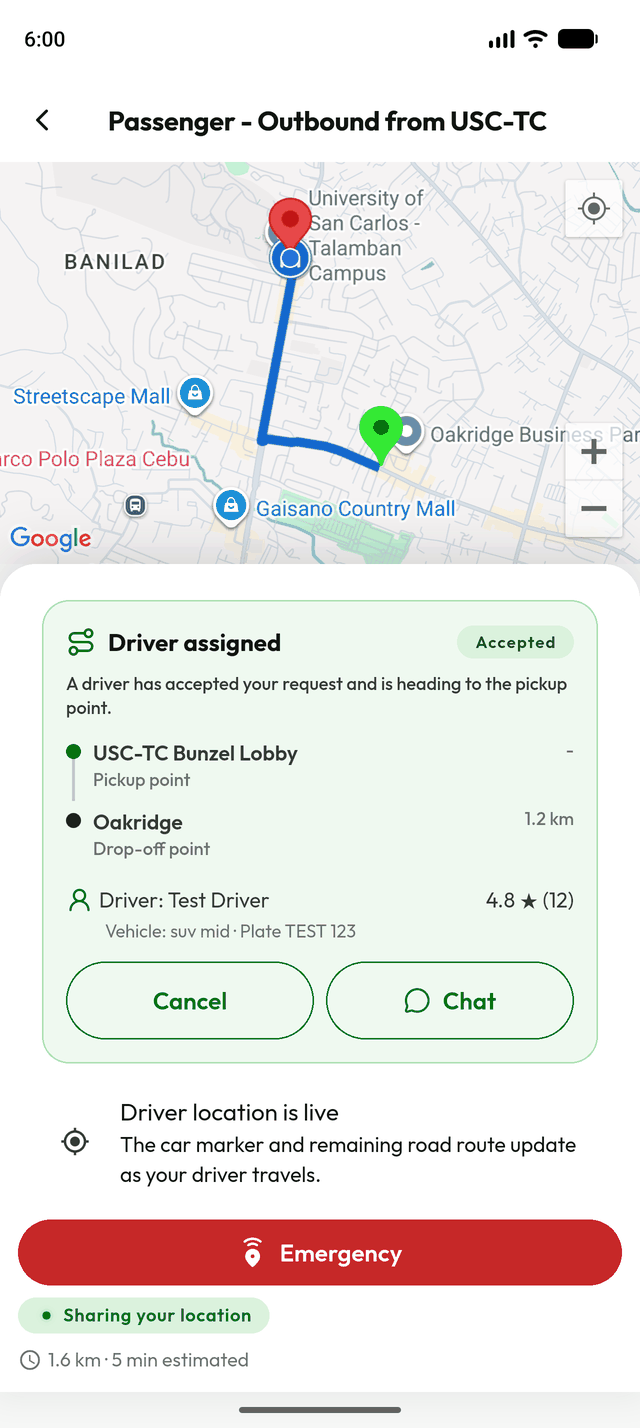 6:00
Passenger - Outbound from USC-TC
University of
San Carlos -
Talamban
Campus
BANILAD
Streetscape Mall
Oakridge Business Par
arco Polo Plaza Cebu
Gaisano Country Mall
Google
Driver assigned
Accepted
A driver has accepted your request and is heading to the pickup
point.
USC-TC Bunzel Lobby -
Pickup point
Oakridge 1.2 km
Drop-off point
Driver: Test Driver 4.8 ★ (12)
Vehicle: suv mid · Plate TEST 123
Cancel
Chat
Driver location is live
The car marker and remaining road route update
as your driver travels.
Emergency
Sharing your location
1.6 km · 5 min estimated